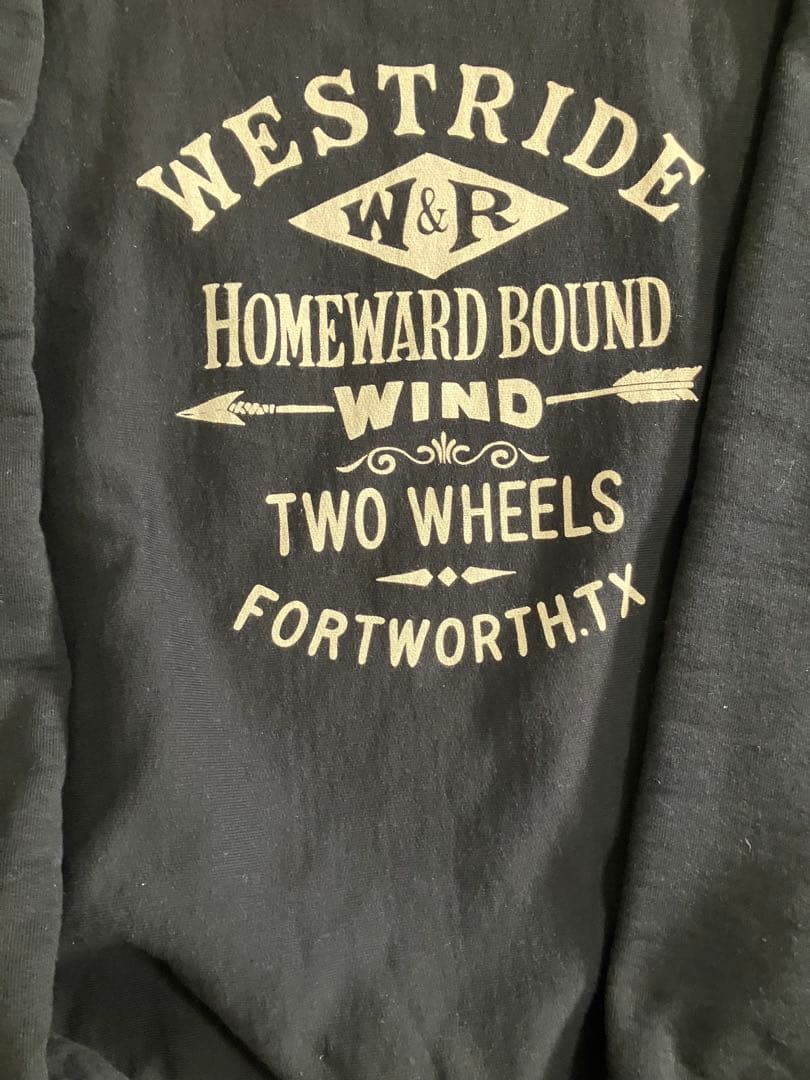 WESTRIDE
W&R
HOMEWARD BOUND
WIND
TWO WHEELS
FORTWORTH.TX